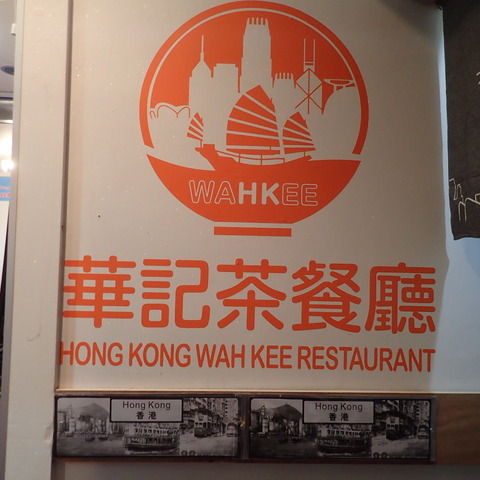 WAHKEE
華記茶餐廳
HONG KONG WAH KEE RESTAURANT
Hong Kong
香港
Hong Kong
香港